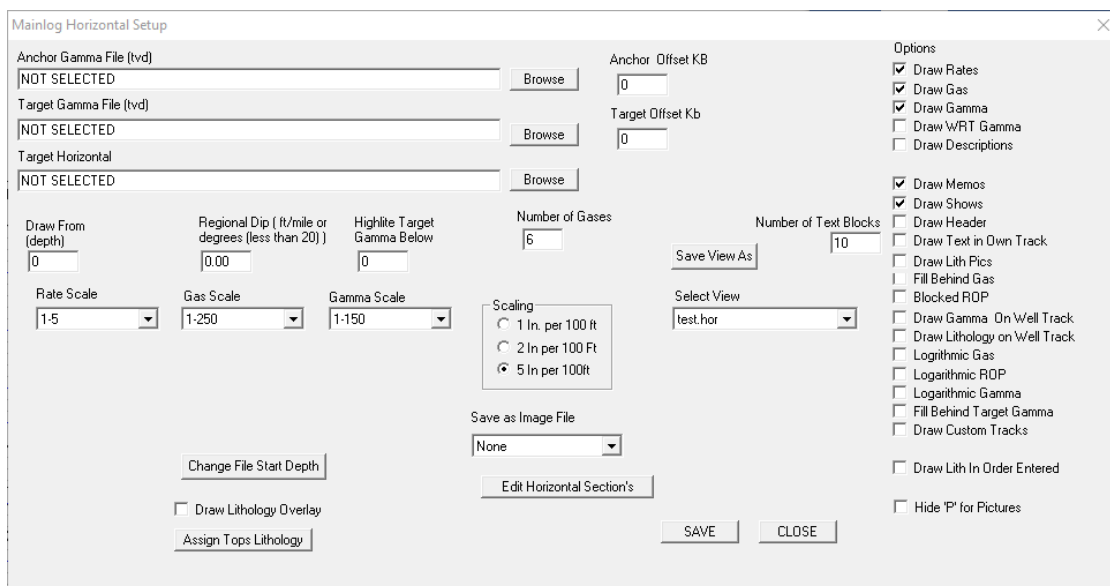 Mainlog Horizontal Setup
Anchor Gamma File (tvd)
NOT SELECTED
Browse
Anchor Offset KB
0
Target Gamma File (tvd)
NOT SELECTED
Browse
Target Offset Kb
0
Target Horizontal
NOT SELECTED
Browse
Draw From
(depth)
0
Regional Dip ( ft/mile or
degrees (less than 20) )
0.00
Highlite Target
Gamma Below
0
Number of Gases
6
Save View As
Number of Text Blocks
10
Rate Scale
1-5
Gas Scale
1-250
Gamma Scale
1-150
Scaling
1 In. per 100 ft
2 In per 100 Ft
5 In per 100ft
Select View
test.hor
Save as Image File
None
Change File Start Depth
Edit Horizontal Section's
Draw Lithology Overlay
Assign Tops Lithology
SAVE
CLOSE
Options
Draw Rates
Draw Gas
Draw Gamma
Draw WRT Gamma
Draw Descriptions
Draw Memos
Draw Shows
Draw Header
Draw Text in Own Track
Draw Lith Pics
Fill Behind Gas
Blocked ROP
Draw Gamma On Well Track
Draw Lithology on Well Track
Logrithmic Gas
Logarithmic ROP
Logarithmic Gamma
Fill Behind Target Gamma
Draw Custom Tracks
Draw Lith In Order Entered
Hide 'P' for Pictures